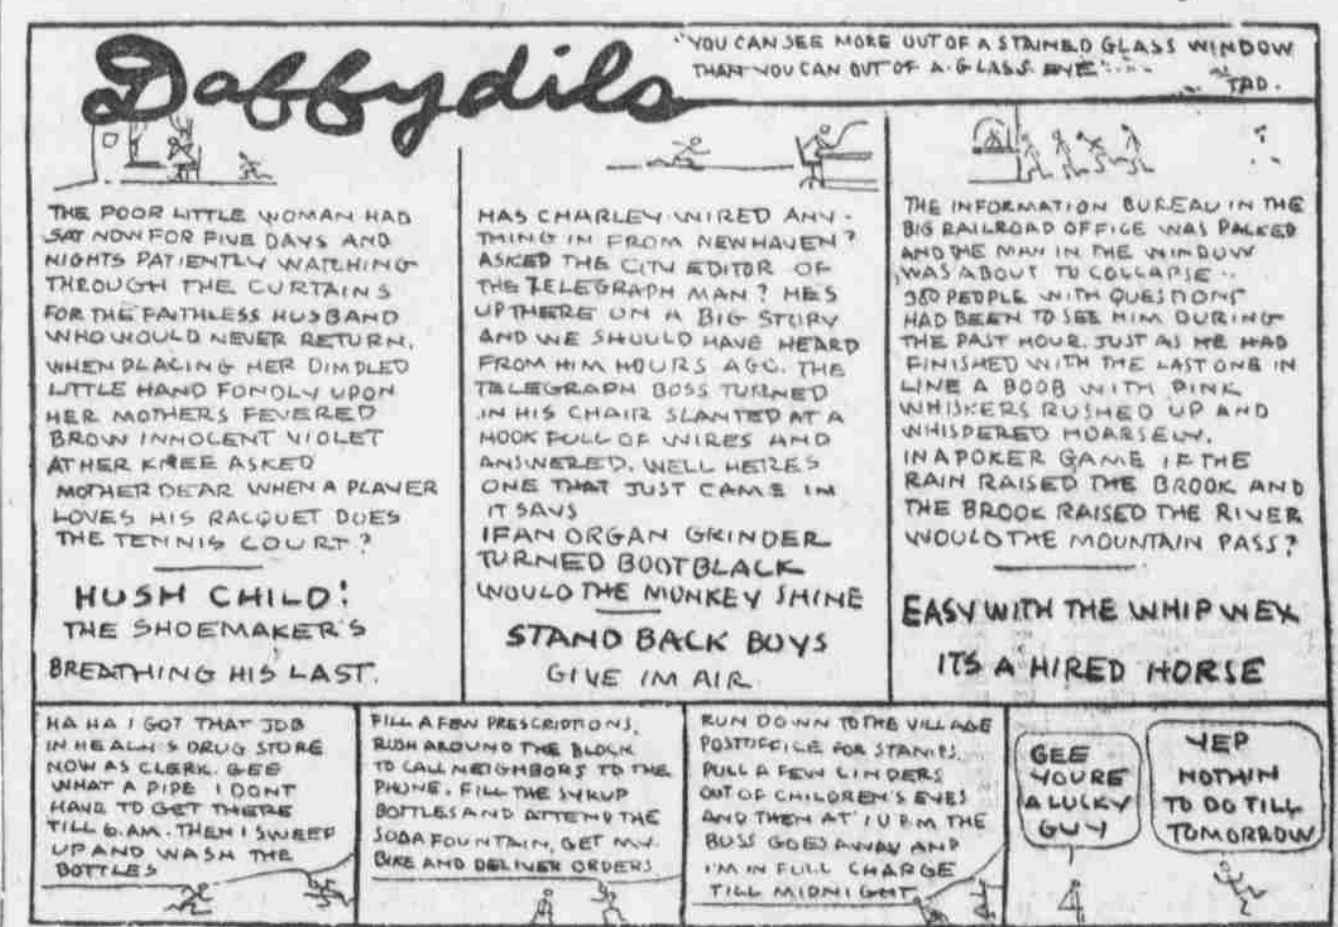 Daffydils
"YOU CAN SEE MORE OUT OF A STAINED GLASS WINDOW
THAN YOU CAN OUT OF A GLASS EYE"....
TAD.
THE POOR LITTLE WOMAN HAD
SAT NOW FOR FIVE DAYS AND
NIGHTS PATIENTLY WATCHING
THROUGH THE CURTAINS
FOR THE FAITHLESS HUSBAND
WHO WOULD NEVER RETURN.
WHEN PLACING HER DIMPLED
LITTLE HAND FONDLY UPON
HER MOTHERS FEVERED
BROW INNOCENT VIOLET
AT HER KNEE ASKED
MOTHER DEAR WHEN A PLAYER
LOVES HIS RACQUET DOES
THE TENNIS COURT?
HUSH CHILD!
THE SHOEMAKER'S
BREATHING HIS LAST.
HAS CHARLEY WIRED ANY-
THING IN FROM NEWHAVEN?
ASKED THE CITY EDITOR OF
THE TELEGRAPH MAN? HES
UP THERE ON A BIG STORY
AND WE SHOULD HAVE HEARD
FROM HIM HOURS AGO. THE
TELEGRAPH BOSS TURNED
IN HIS CHAIR SLANTED AT A
HOOK FULL OF WIRES AND
ANSWERED. WELL HERES
ONE THAT JUST CAME IN
IT SAYS
IF AN ORGAN GRINDER
TURNED BOOTBLACK
WOULD THE MONKEY SHINE
STAND BACK BOYS
GIVE IM AIR
THE INFORMATION BUREAU IN THE
BIG RAILROAD OFFICE WAS PACKED
AND THE MAN IN THE WINDOW
WAS ABOUT TO COLLAPSE..
380 PEOPLE WITH QUESTIONS
HAD BEEN TO SEE HIM DURING
THE PAST HOUR. JUST AS HE HAD
FINISHED WITH THE LAST ONE IN
LINE A BOOB WITH PINK
WHISKERS RUSHED UP AND
WHISPERED HOARSELY.
IN A POKER GAME IF THE
RAIN RAISED THE BROOK AND
THE BROOK RAISED THE RIVER
WOULD THE MOUNTAIN PASS?
EASY WITH THE WHIP WEX
ITS A HIRED HORSE
HA HA I GOT THAT JOB
IN HEALY'S DRUG STORE
NOW AS CLERK. GEE
WHAT A PIPE I DONT
HAVE TO GET THERE
TILL 6. AM. THEN I SWEEP
UP AND WASH THE
BOTTLES
FILL A FEW PRESCRIPTIONS,
RUSH AROUND THE BLOCK
TO CALL NEIGHBORS TO THE
PHONE. FILL THE SYRUP
BOTTLES AND ATTEND THE
SODA FOUNTAIN, GET MY
BIKE AND DELIVER ORDERS
RUN DOWN TO THE VILLAGE
POSTOFFICE FOR STAMPS.
PULL A FEW CINDERS
OUT OF CHILDREN'S EYES
AND THEN AT 10 P.M THE
BOSS GOES AWAY AND
I'M IN FULL CHARGE
TILL MIDNIGHT
GEE
YOURE
A LUCKY
GUY
YEP
NOTHIN
TO DO TILL
TOMORROW